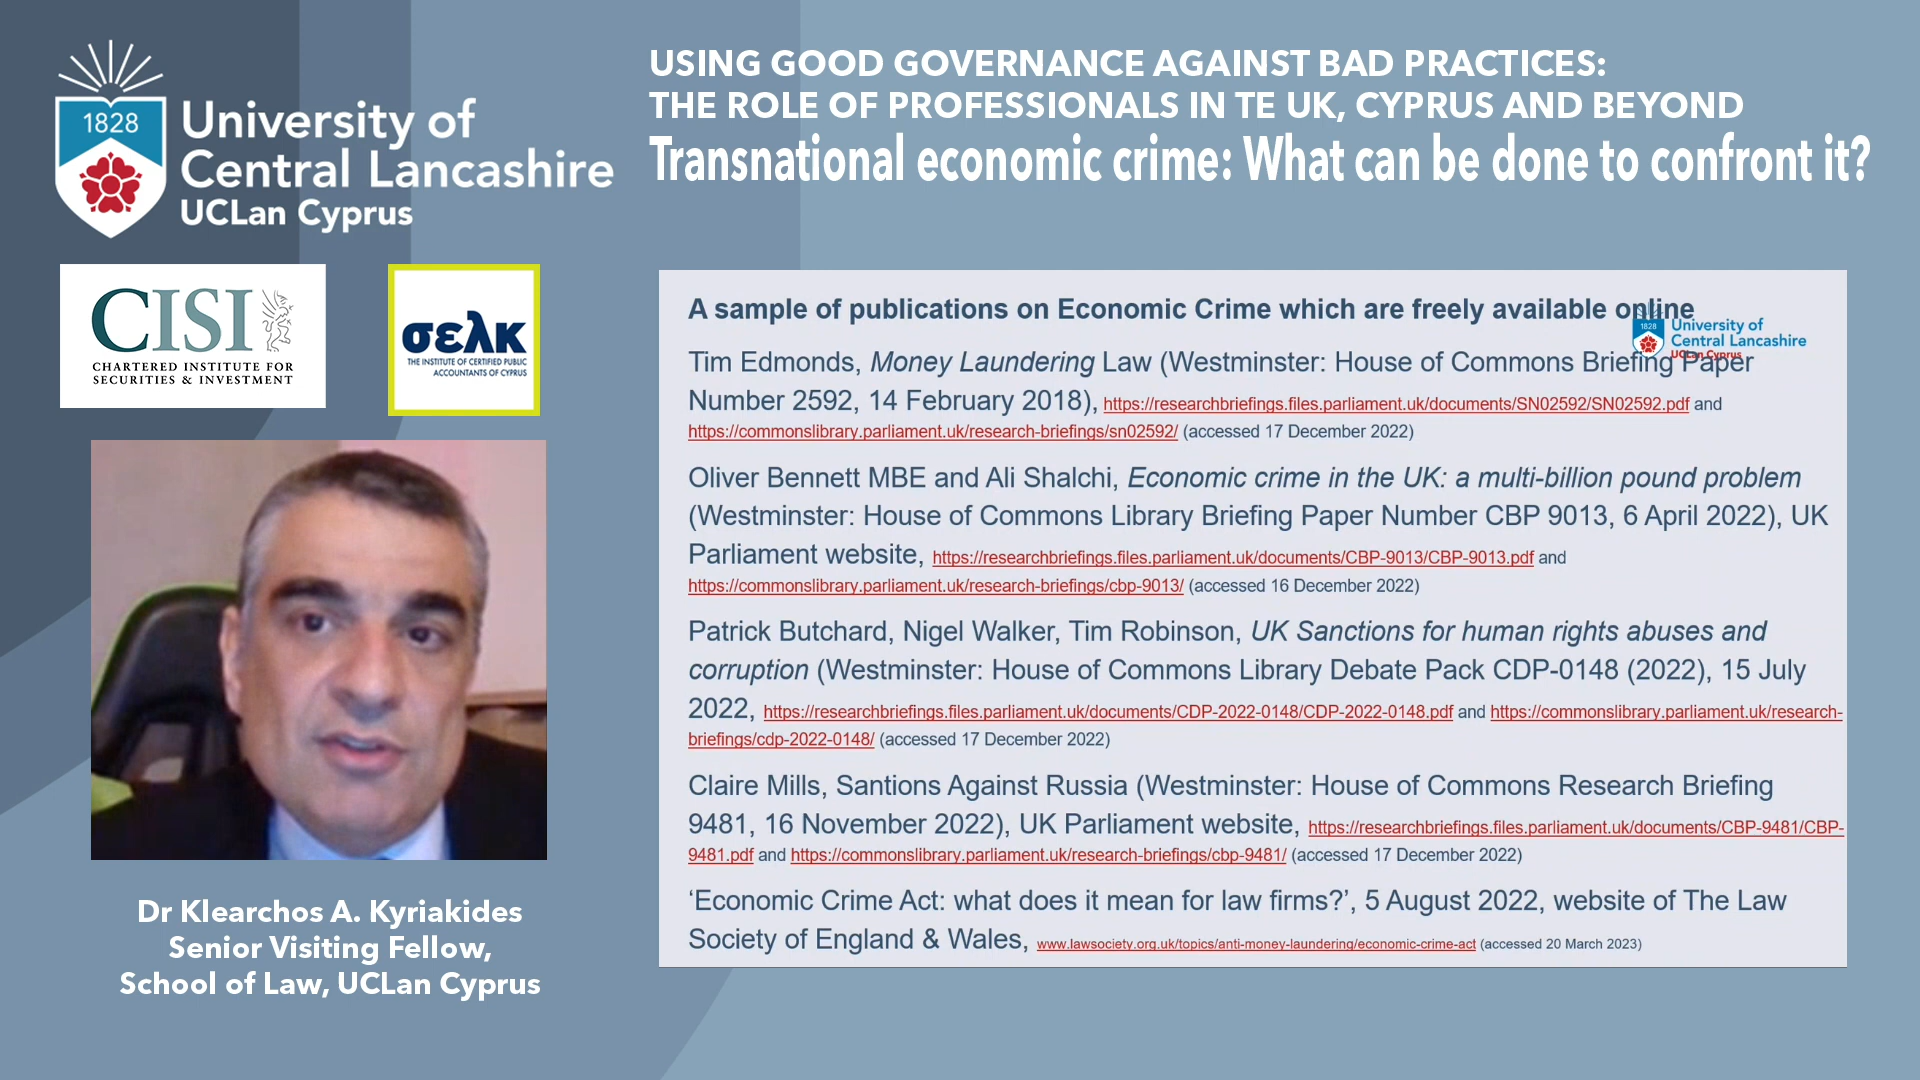 1828
University of
Central Lancashire
UCLan Cyprus
USING GOOD GOVERNANCE AGAINST BAD PRACTICES:
THE ROLE OF PROFESSIONALS IN TE UK, CYPRUS AND BEYOND
Transnational economic crime: What can be done to confront it?
CISI
CHARTERED INSTITUTE FOR
SECURITIES & INVESTMENT
σελκ
THE INSTITUTE OF CERTIFIED PUBLIC
ACCOUNTANTS OF CYPRUS
Dr Klearchos A. Kyriakides
Senior Visiting Fellow,
School of Law, UCLan Cyprus
A sample of publications on Economic Crime which are freely available online
1828
University of
Central Lancashire
UCLan Cyprus
Tim Edmonds, Money Laundering Law (Westminster: House of Commons Briefing Paper
Number 2592, 14 February 2018), https://researchbriefings.files.parliament.uk/documents/SN02592/SN02592.pdf and
https://commonslibrary.parliament.uk/research-briefings/sn02592/ (accessed 17 December 2022)
Oliver Bennett MBE and Ali Shalchi, Economic crime in the UK: a multi-billion pound problem
(Westminster: House of Commons Library Briefing Paper Number CBP 9013, 6 April 2022), UK
Parliament website, https://researchbriefings.files.parliament.uk/documents/CBP-9013/CBP-9013.pdf and
https://commonslibrary.parliament.uk/research-briefings/cbp-9013/ (accessed 16 December 2022)
Patrick Butchard, Nigel Walker, Tim Robinson, UK Sanctions for human rights abuses and
corruption (Westminster: House of Commons Library Debate Pack CDP-0148 (2022), 15 July
2022, https://researchbriefings.files.parliament.uk/documents/CDP-2022-0148/CDP-2022-0148.pdf and https://commonslibrary.parliament.uk/research-
briefings/cdp-2022-0148/ (accessed 17 December 2022)
Claire Mills, Santions Against Russia (Westminster: House of Commons Research Briefing
9481, 16 November 2022), UK Parliament website, https://researchbriefings.files.parliament.uk/documents/CBP-9481/CBP-
9481.pdf and https://commonslibrary.parliament.uk/research-briefings/cbp-9481/ (accessed 17 December 2022)
‘Economic Crime Act: what does it mean for law firms?’, 5 August 2022, website of The Law
Society of England & Wales, www.lawsociety.org.uk/topics/anti-money-laundering/economic-crime-act (accessed 20 March 2023)